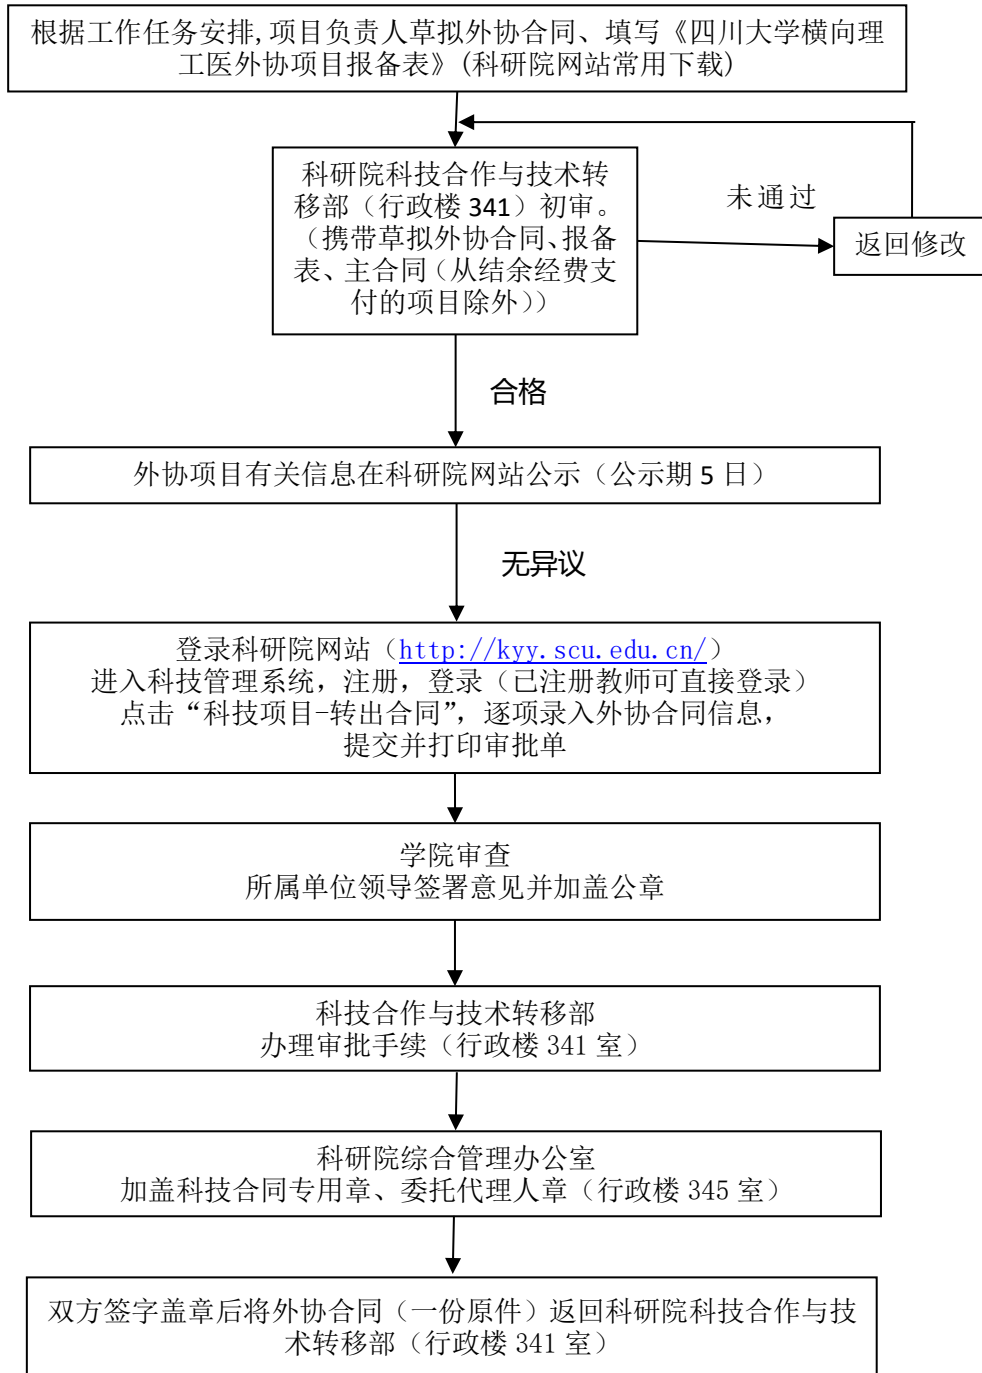 根据工作任务安排,项目负责人草拟外协合同、填写《四川大学横向理
工医外协项目报备表》(科研院网站常用下载)
科研院科技合作与技术转
移部（行政楼 341）初审。
（携带草拟外协合同、报备
表、主合同（从结余经费支
付的项目除外））
未通过
返回修改
合格
外协项目有关信息在科研院网站公示（公示期 5 日）
无异议
登录科研院网站（http://kyy.scu.edu.cn/）
进入科技管理系统，注册，登录（已注册教师可直接登录）
点击“科技项目-转出合同”，逐项录入外协合同信息，
提交并打印审批单
学院审查
所属单位领导签署意见并加盖公章
科技合作与技术转移部
办理审批手续（行政楼 341 室）
科研院综合管理办公室
加盖科技合同专用章、委托代理人章（行政楼 345 室）
双方签字盖章后将外协合同（一份原件）返回科研院科技合作与技
术转移部（行政楼 341 室）